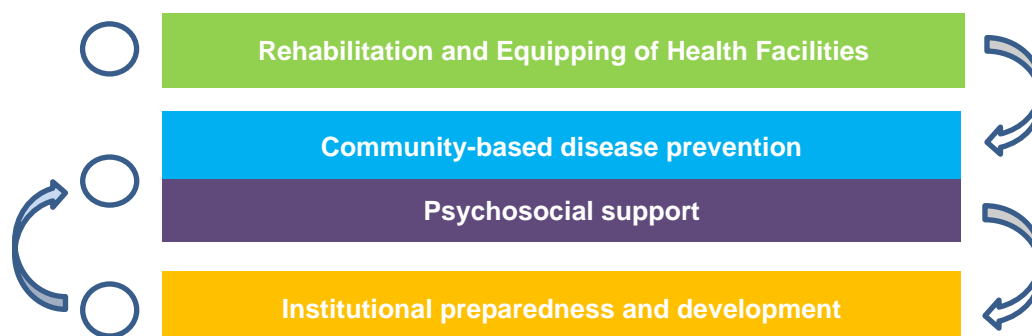 Rehabilitation and Equipping of Health Facilities
Community-based disease prevention
Psychosocial support
Institutional preparedness and development